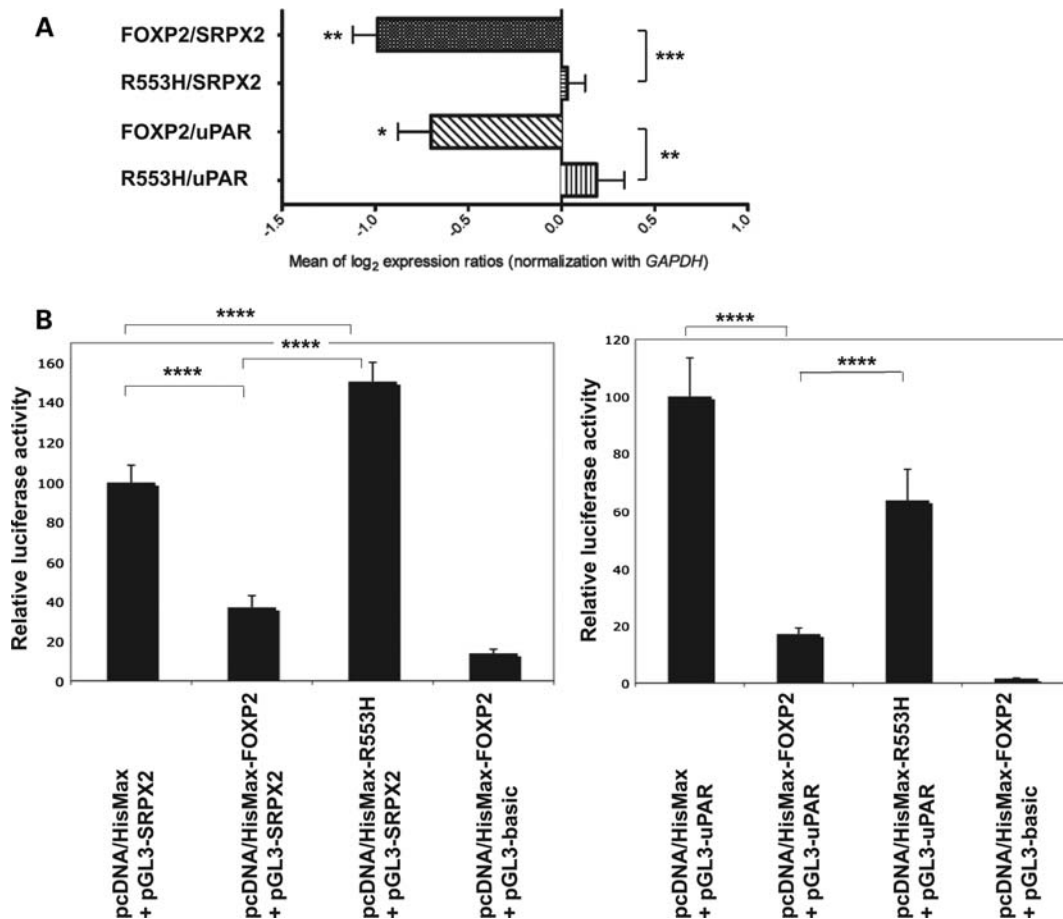 A
FOXP2/SRPX2
R553H/SRPX2
FOXP2/uPAR
R553H/uPAR
**
*
***
**
-1.5
-1.0
-0.5
0.0
0.5
1.0
Mean of log2 expression ratios (normalization with GAPDH)
B
Relative luciferase activity
160
140
120
100
80
60
40
20
0
****
****
****
pcDNA/HisMax
+ pGL3-SRPX2
pcDNA/HisMax-FOXP2
+ pGL3-SRPX2
pcDNA/HisMax-R553H
+ pGL3-SRPX2
pcDNA/HisMax-FOXP2
+ pGL3-basic
Relative luciferase activity
120
100
80
60
40
20
0
****
****
pcDNA/HisMax
+ pGL3-uPAR
pcDNA/HisMax-FOXP2
+ pGL3-uPAR
pcDNA/HisMax-R553H
+ pGL3-uPAR
pcDNA/HisMax-FOXP2
+ pGL3-basic